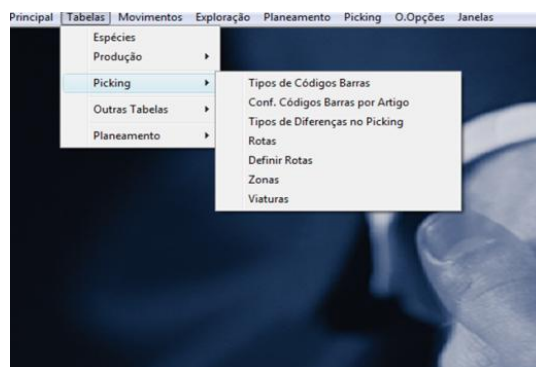 Principal Tabelas Movimentos Exploração Planeamento Picking O.Opções Janelas
Espécies
Produção
Picking
Outras Tabelas
Planeamento
Tipos de Códigos Barras
Conf. Códigos Barras por Artigo
Tipos de Diferenças no Picking
Rotas
Definir Rotas
Zonas
Viaturas